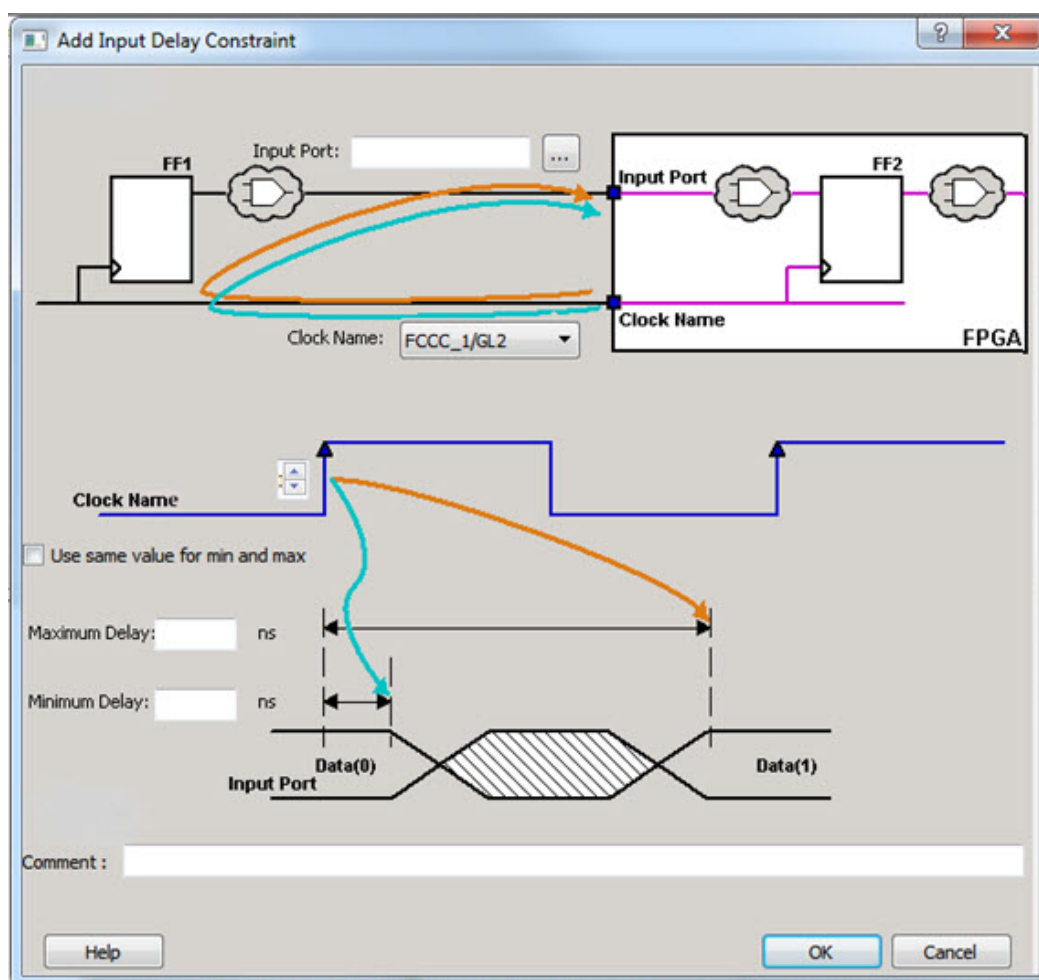 Add Input Delay Constraint
Input Port:
...
FF1
Input Port
FF2
Clock Name
Clock Name:
FCCC_1/GL2
FPGA
Clock Name
Use same value for min and max
Maximum Delay:
ns
Minimum Delay:
ns
Data(0)
Data(1)
Input Port
Comment :
Help
OK
Cancel